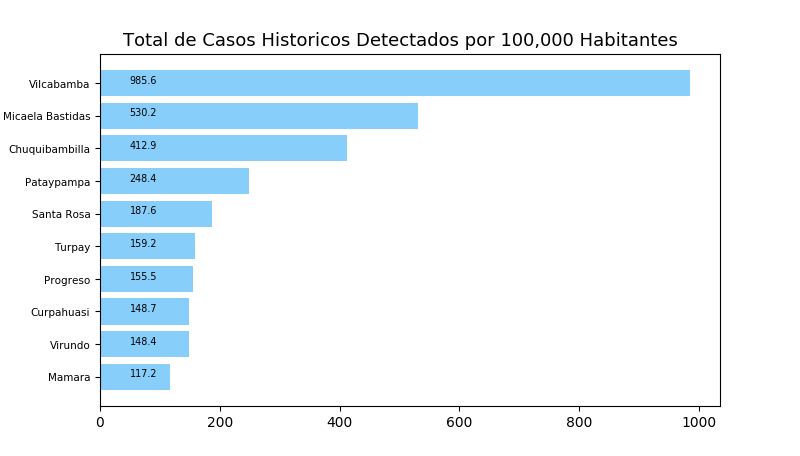 Total de Casos Historicos Detectados por 100,000 Habitantes
Vilcabamba 985.6
Micaela Bastidas 530.2
Chuquibambilla 412.9
Pataypampa 248.4
Santa Rosa 187.6
Turpay 159.2
Progreso 155.5
Curpahuasi 148.7
Virundo 148.4
Mamara 117.2
0 200 400 600 800 1000